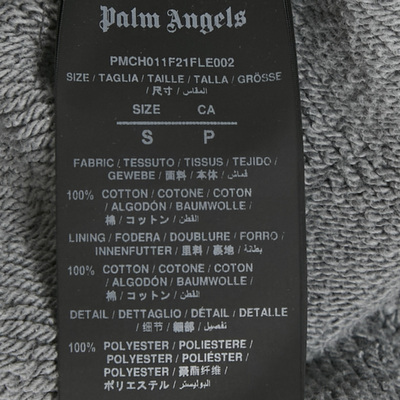 Palm Angels
PMCH011F21FLE002
SIZE / TAGLIA / TAILLE / TALLA / GRÖSSE
/ 尺寸 / المقاس /
SIZE CA
S P
FABRIC / TESSUTO / TISSUS / TEJIDO /
GEWEBE / 面料 / 本体 / قماش /
100% COTTON / COTONE / COTON
/ ALGODÓN / BAUMWOLLE /
棉 / コットン / القطن /
LINING / FODERA / DOUBLURE / FORRO /
INNENFUTTER / 里料 / 裏地 / بطانة /
100% COTTON / COTONE / COTON
/ ALGODÓN / BAUMWOLLE /
棉 / コットン / القطن /
DETAIL / DETTAGLIO / DÉTAIL / DETALLE
/ 细节 / 細部 / تفصيل /
100% POLYESTER / POLIESTERE /
POLYESTER / POLIÉSTER /
POLYESTER / 聚酯纤维 /
ポリエステル / البوليستر /